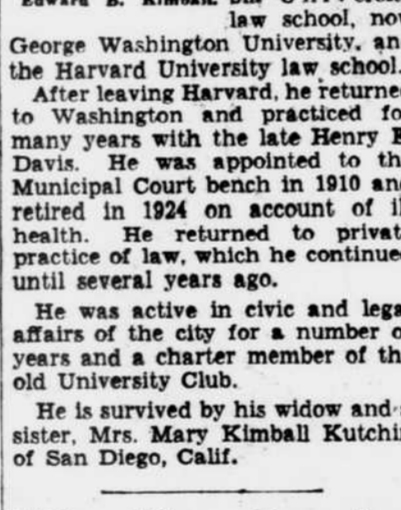 Edward B. Kimball
law school, no
George Washington University, an
the Harvard University law school.
After leaving Harvard, he returne
to Washington and practiced fo
many years with the late Henry E
Davis. He was appointed to th
Municipal Court bench in 1910 an
retired in 1924 on account of il
health. He returned to privat
practice of law, which he continue
until several years ago.
He was active in civic and lega
affairs of the city for a number o
years and a charter member of th
old University Club.
He is survived by his widow and
sister, Mrs. Mary Kimball Kutchi
of San Diego, Calif.